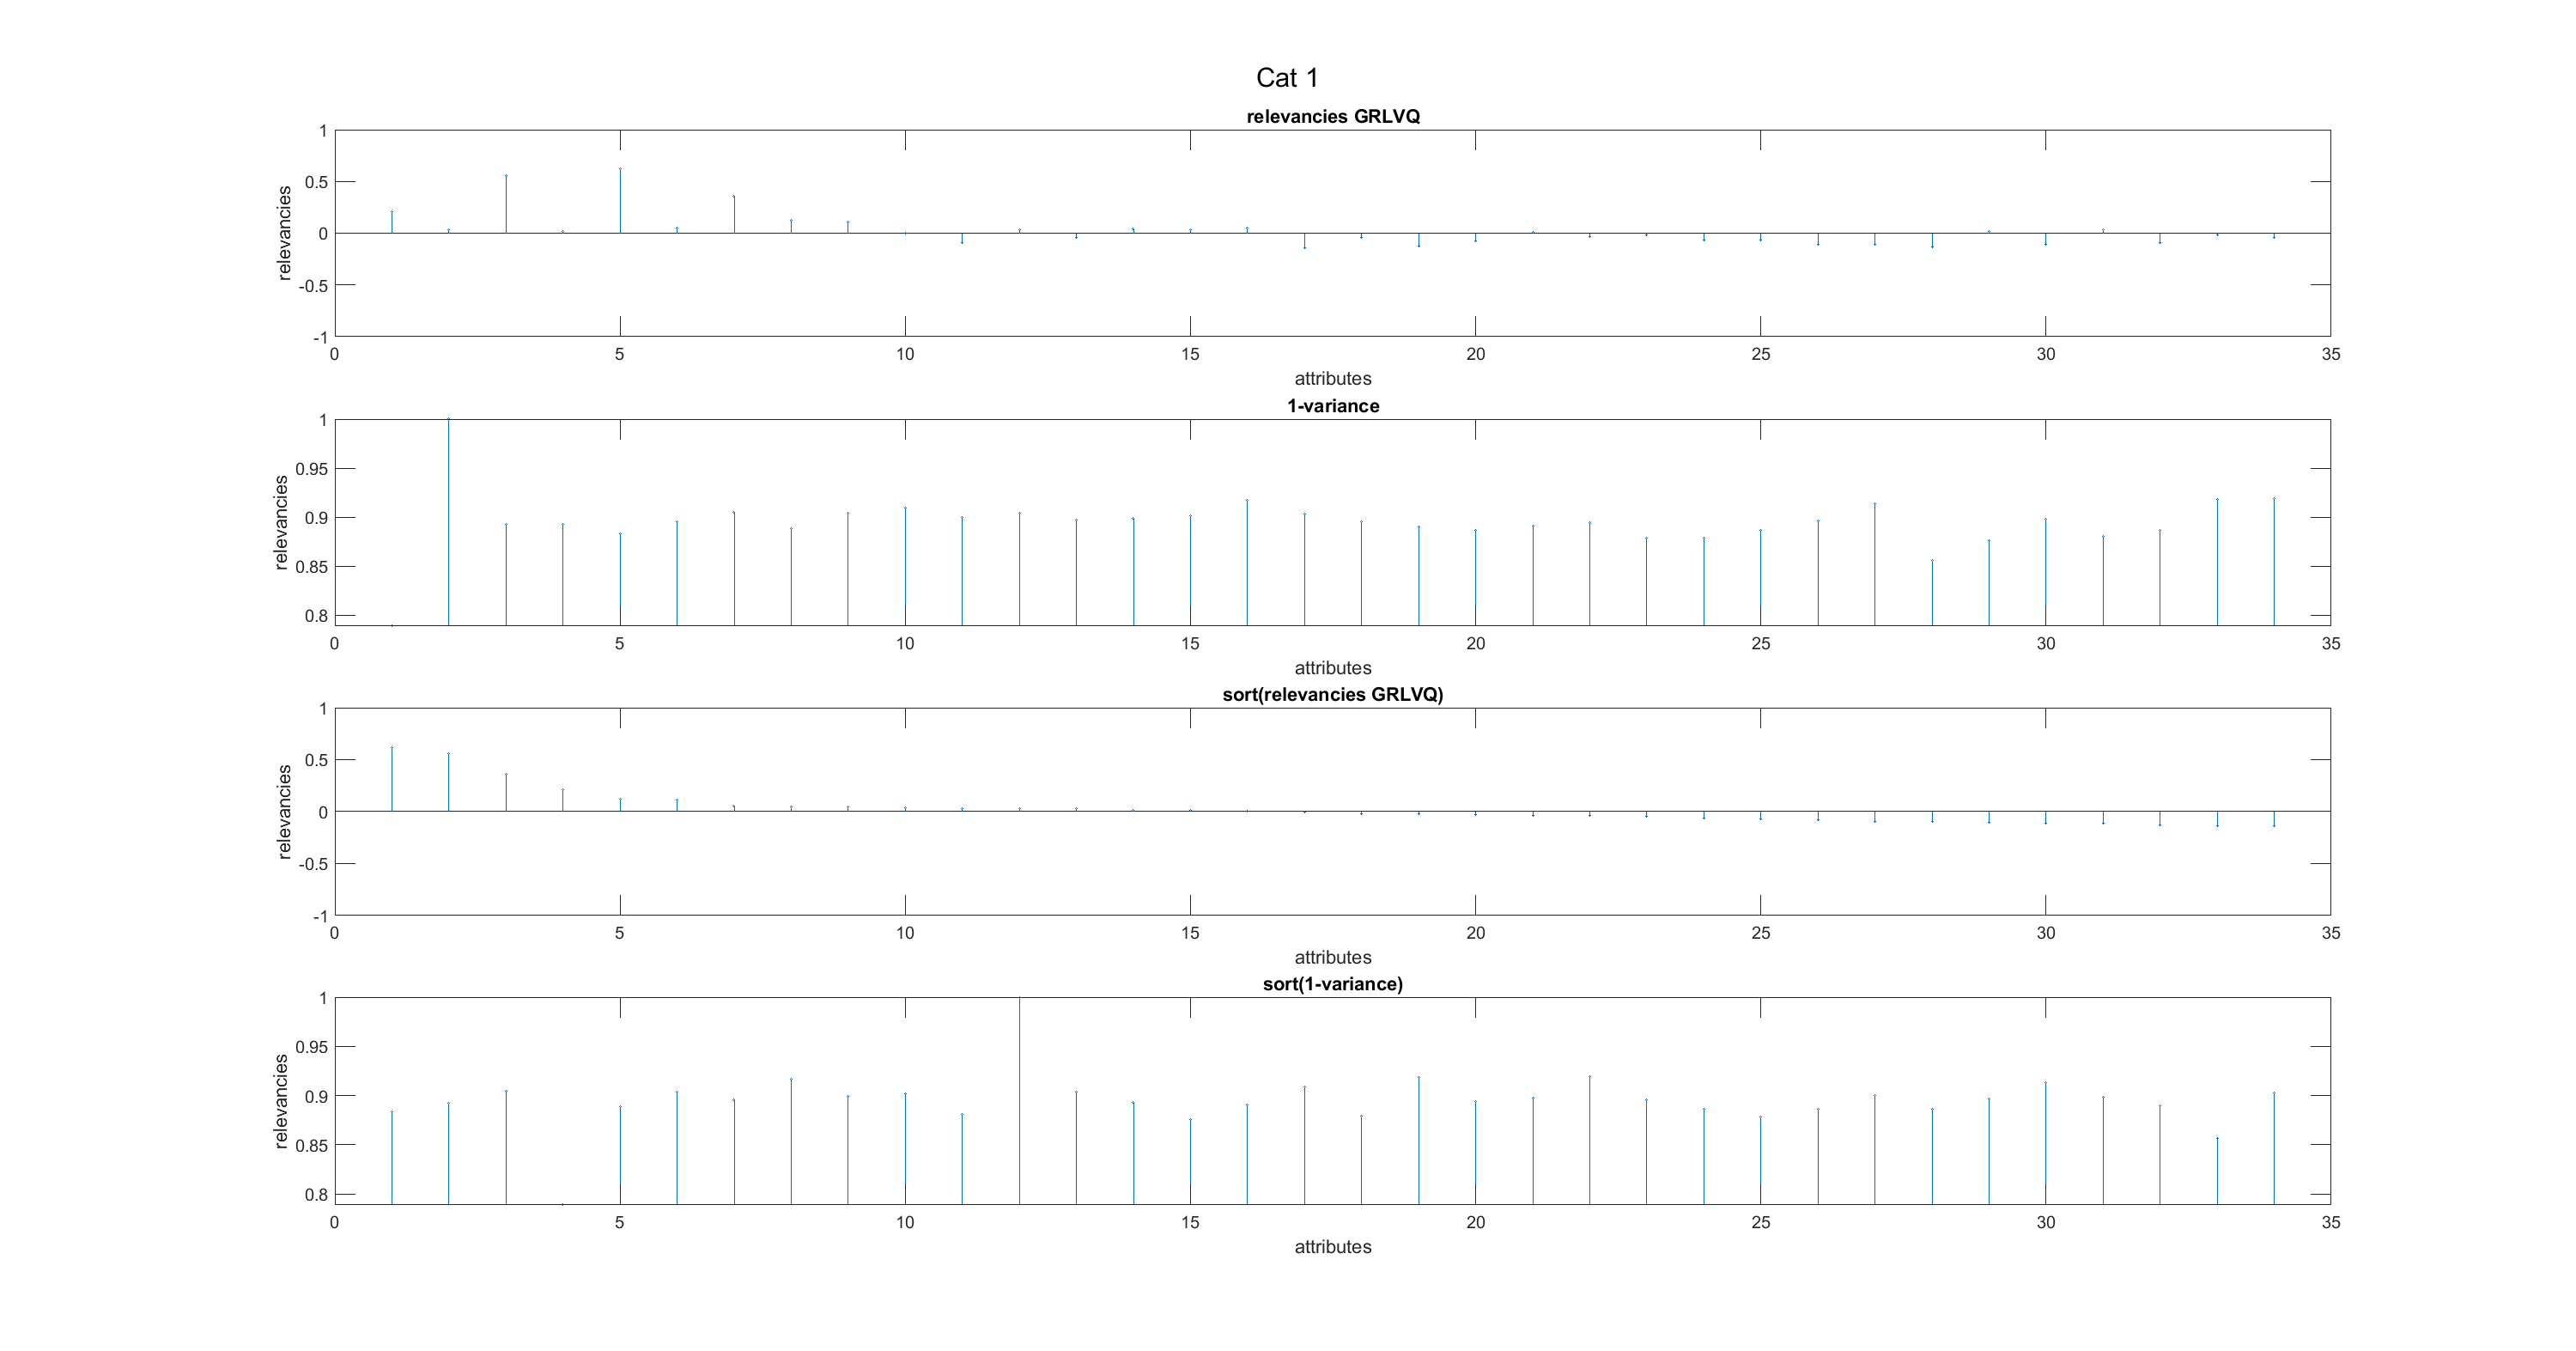 Cat 1
relevancies GRLVQ
1
0.5
0
-0.5
-1
relevancies
0 5 10 15 20 25 30 35
attributes
1-variance
1
0.95
0.9
0.85
0.8
relevancies
0 5 10 15 20 25 30 35
attributes
sort(relevancies GRLVQ)
1
0.5
0
-0.5
-1
relevancies
0 5 10 15 20 25 30 35
attributes
sort(1-variance)
1
0.95
0.9
0.85
0.8
relevancies
0 5 10 15 20 25 30 35
attributes